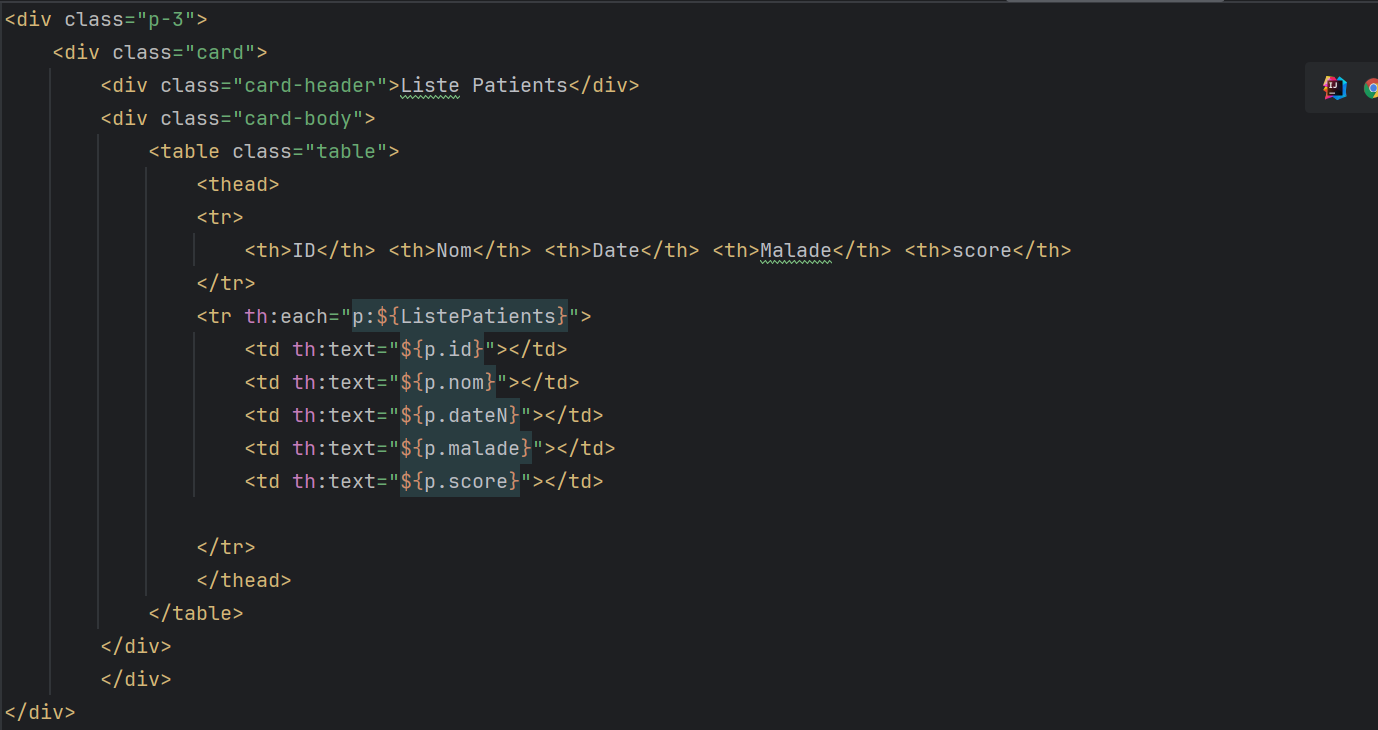 <div class="p-3">
    <div class="card">
        <div class="card-header">Liste Patients</div>
        <div class="card-body">
            <table class="table">
                <thead>
                <tr>
                    <th>ID</th> <th>Nom</th> <th>Date</th> <th>Malade</th> <th>score</th>
                </tr>
                <tr th:each="p:${ListePatients}">
                    <td th:text="${p.id}"></td>
                    <td th:text="${p.nom}"></td>
                    <td th:text="${p.dateN}"></td>
                    <td th:text="${p.malade}"></td>
                    <td th:text="${p.score}"></td>
                </tr>
                </thead>
            </table>
        </div>
        </div>
</div>
IJ